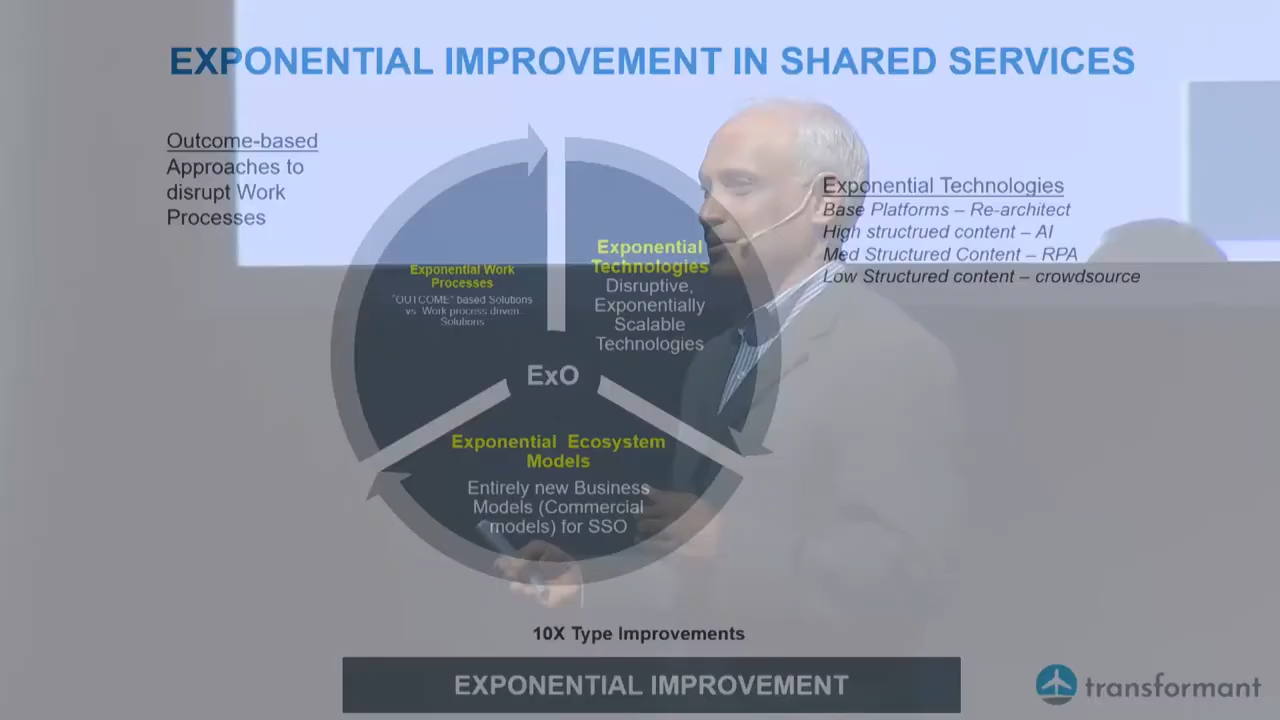 EXPONENTIAL IMPROVEMENT IN SHARED SERVICES
Outcome-based
Approaches to
disrupt Work
Processes
Exponential Technologies
Base Platforms – Re-architect
High structrued content – AI
Med Structured Content – RPA
Low Structured content – crowdsource
Exponential Work
Processes
"OUTCOME" based Solutions
vs. Work process driven
Solutions
Exponential
Technologies
Disruptive,
Exponentially
Scalable
Technologies
ExO
Exponential Ecosystem
Models
Entirely new Business
Models (Commercial
models) for SSO
10X Type Improvements
EXPONENTIAL IMPROVEMENT
transformant